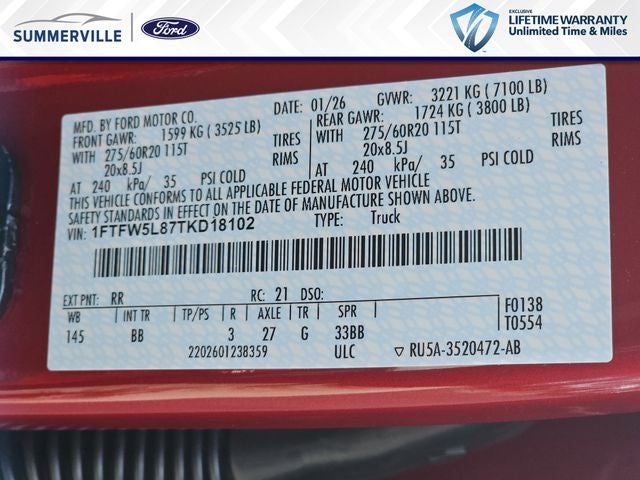 SUMMERVILLE Ford
EXCLUSIVE
LIFETIME WARRANTY
Unlimited Time & Miles
MFD. BY FORD MOTOR CO. DATE: 01/26 GVWR: 3221 KG ( 7100 LB)
FRONT GAWR: 1599 KG ( 3525 LB) REAR GAWR: 1724 KG ( 3800 LB)
WITH 275/60R20 115T TIRES WITH 275/60R20 115T TIRES
20x8.5J RIMS 20x8.5J RIMS
AT 240 kPa/ 35 PSI COLD AT 240 kPa/ 35 PSI COLD
THIS VEHICLE CONFORMS TO ALL APPLICABLE FEDERAL MOTOR VEHICLE
STANDARDS IN EFFECT ON THE DATE OF MANUFACTURE SHOWN ABOVE.
VIN: 1FTFW5L87TKD18102 TYPE: Truck
EXT PNT: RR RC: 21 DSO:
WB INT TR TP/PS R AXLE TR SPR F0138
145 BB 3 27 G 33BB T0554
2202601238359 ULC ▽ RU5A-3520472-AB